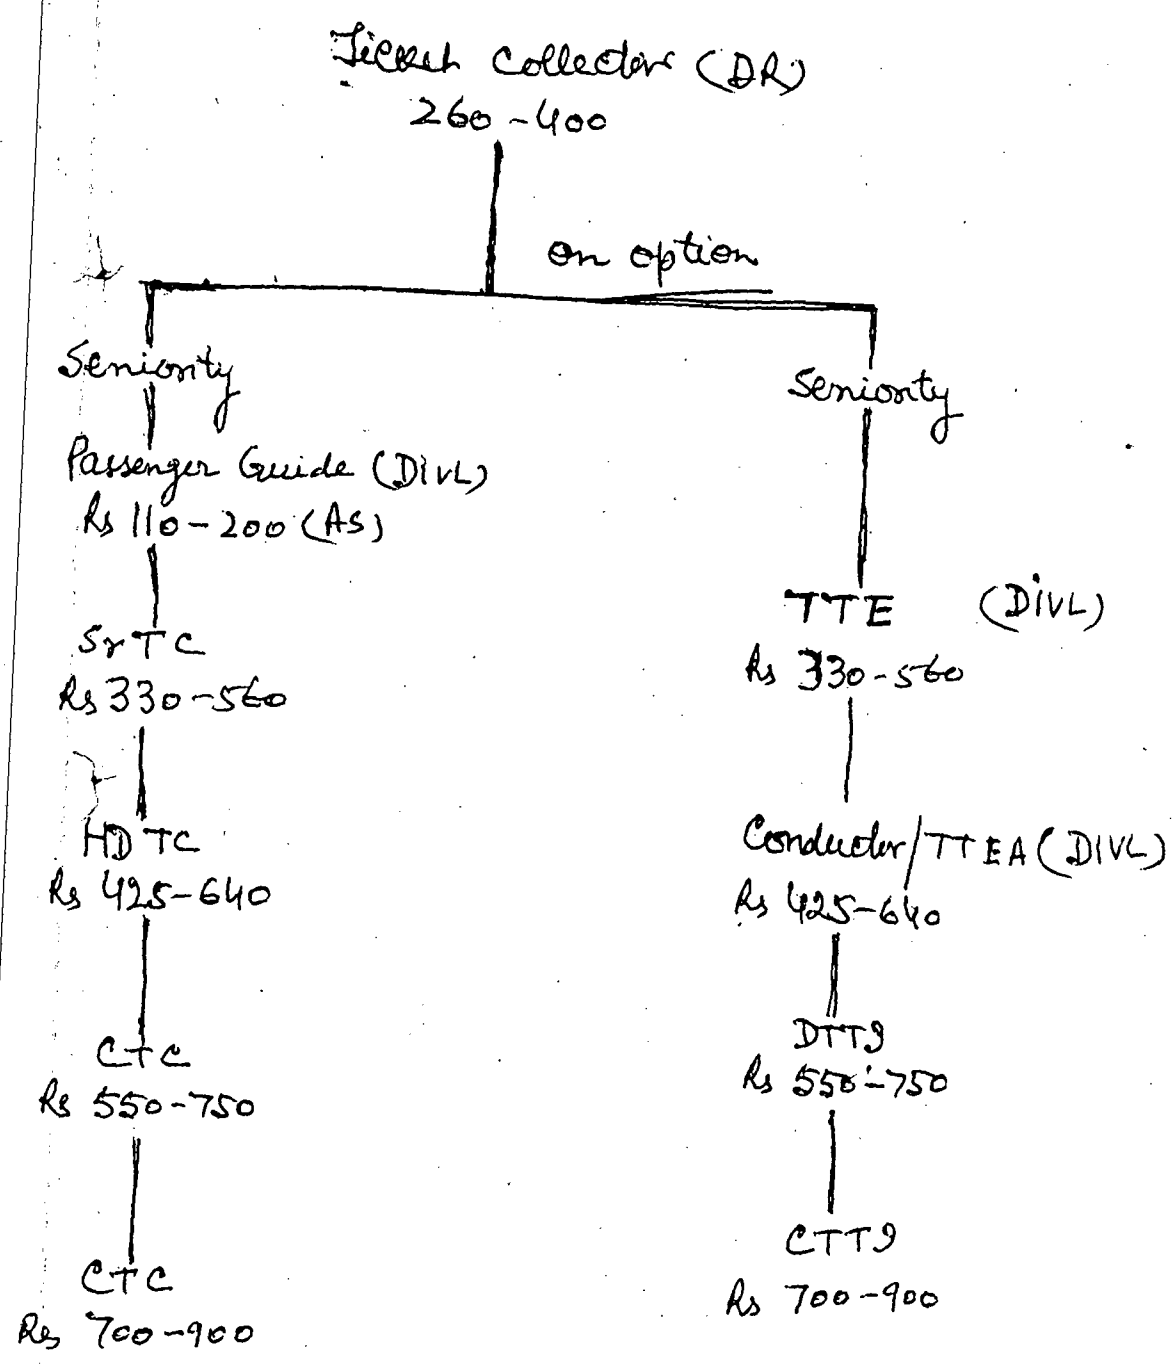 Ticket Collector (DR)
260-400
on option
Seniority
Passenger Guide (DIVL)
Rs 110-200 (AS)
Sr TC
Rs 330-560
HD TC
Rs 425-640
CTC
Rs 550-750
CTC
Rs 700-900
Seniority
TTE (DIVL)
Rs 330-560
Conductor/TTEA (DIVL)
Rs 425-640
DTTI
Rs 550-750
CTTI
Rs 700-900